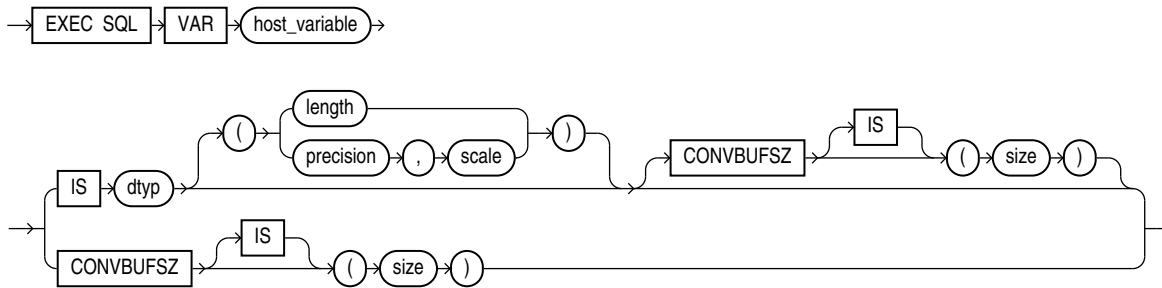 EXEC SQL VAR host_variable
IS
length
( )
precision , scale
CONVBUFSZ ( size )
IS dtyp
IS
CONVBUFSZ ( size )